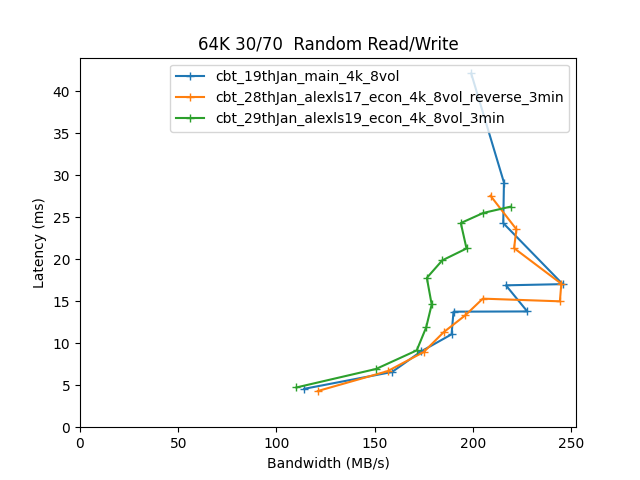 64K 30/70  Random Read/Write
cbt_19thJan_main_4k_8vol
cbt_28thJan_alexls17_econ_4k_8vol_reverse_3min
cbt_29thJan_alexls19_econ_4k_8vol_3min
Latency (ms)
40
35
30
25
20
15
10
5
0
0 50 100 150 200 250
Bandwidth (MB/s)